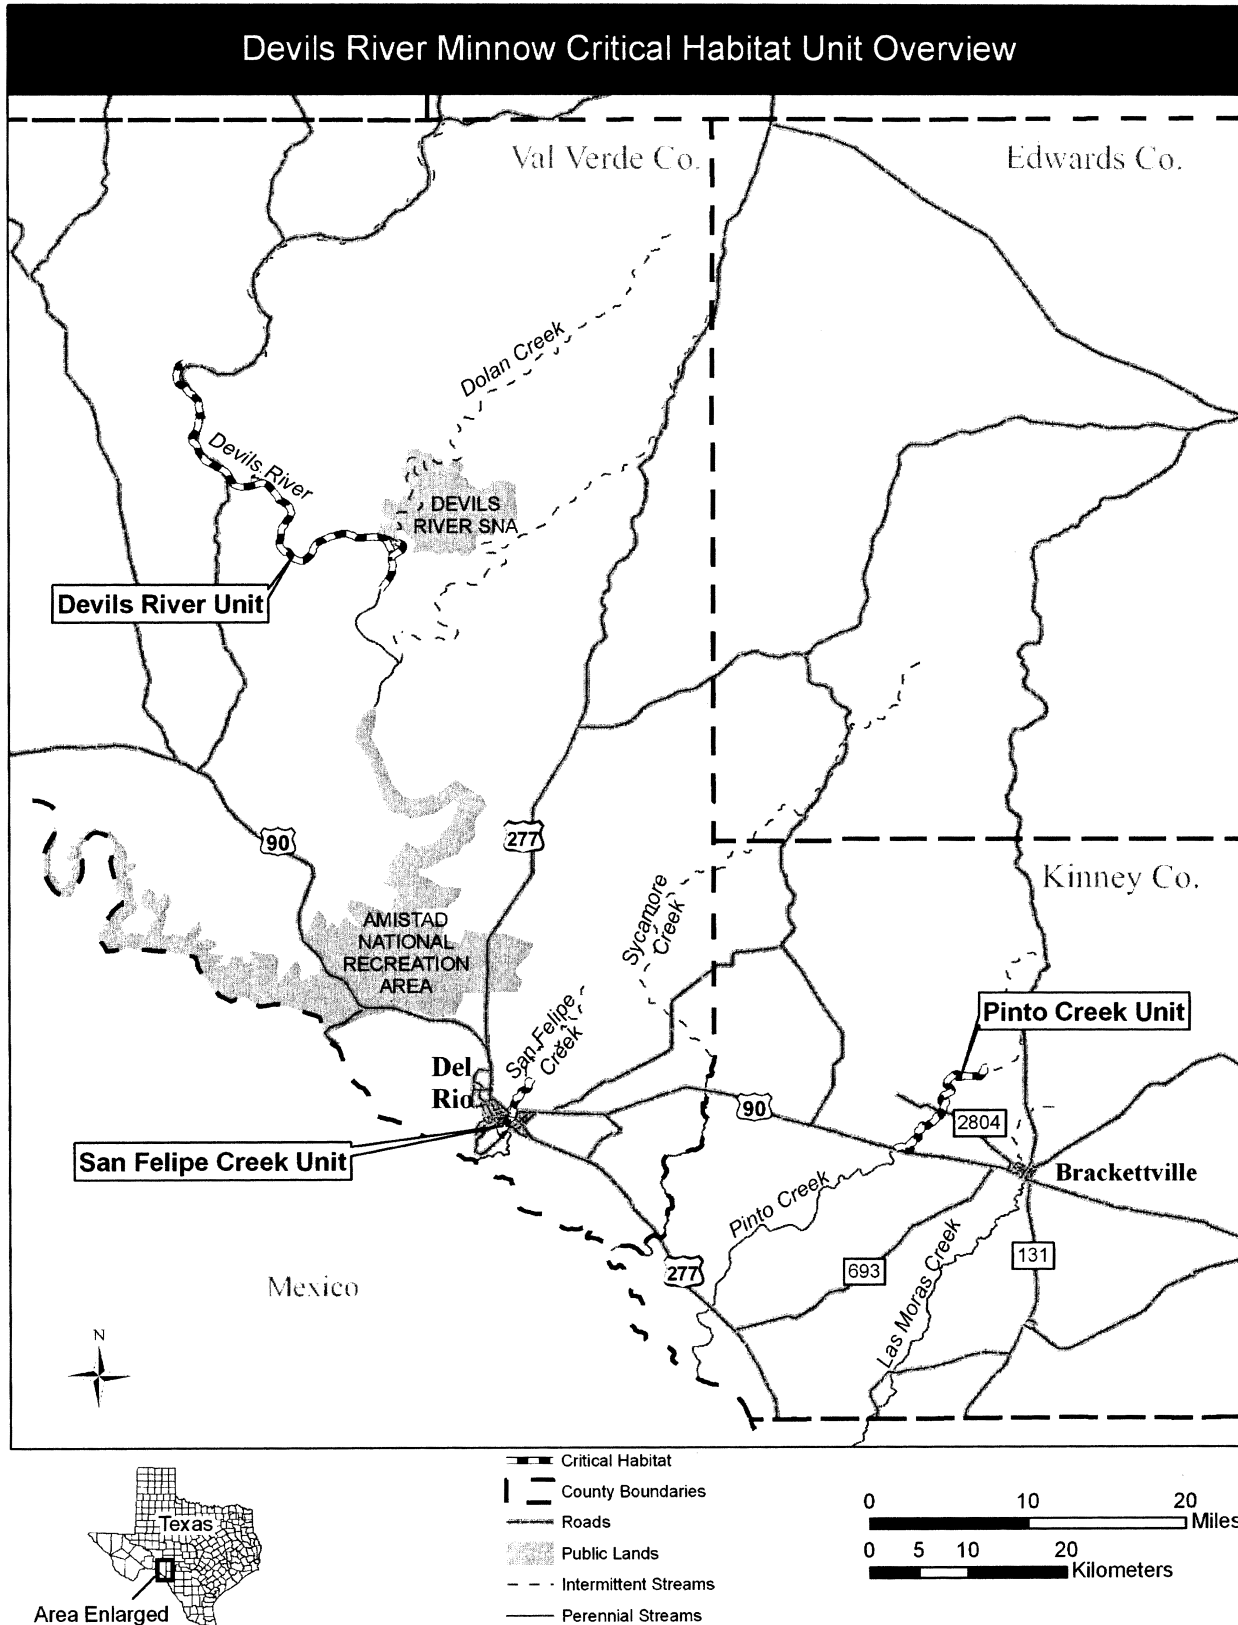 Devils River Minnow Critical Habitat Unit Overview
Val Verde Co.
Edwards Co.
Dolan Creek
Devils River
DEVILS
RIVER SNA
Devils River Unit
90
277
Kinney Co.
Sycamore
Creek
AMISTAD
NATIONAL
RECREATION
AREA
San Felipe
Creek
Pinto Creek Unit
Del
Rio
90
2804
San Felipe Creek Unit
Brackettville
Pinto Creek
277
693
Las Moras Creek
131
Mexico
N
Texas
Area Enlarged
Critical Habitat
County Boundaries
Roads
Public Lands
Intermittent Streams
Perennial Streams
0 10 20
Miles
0 5 10 20
Kilometers